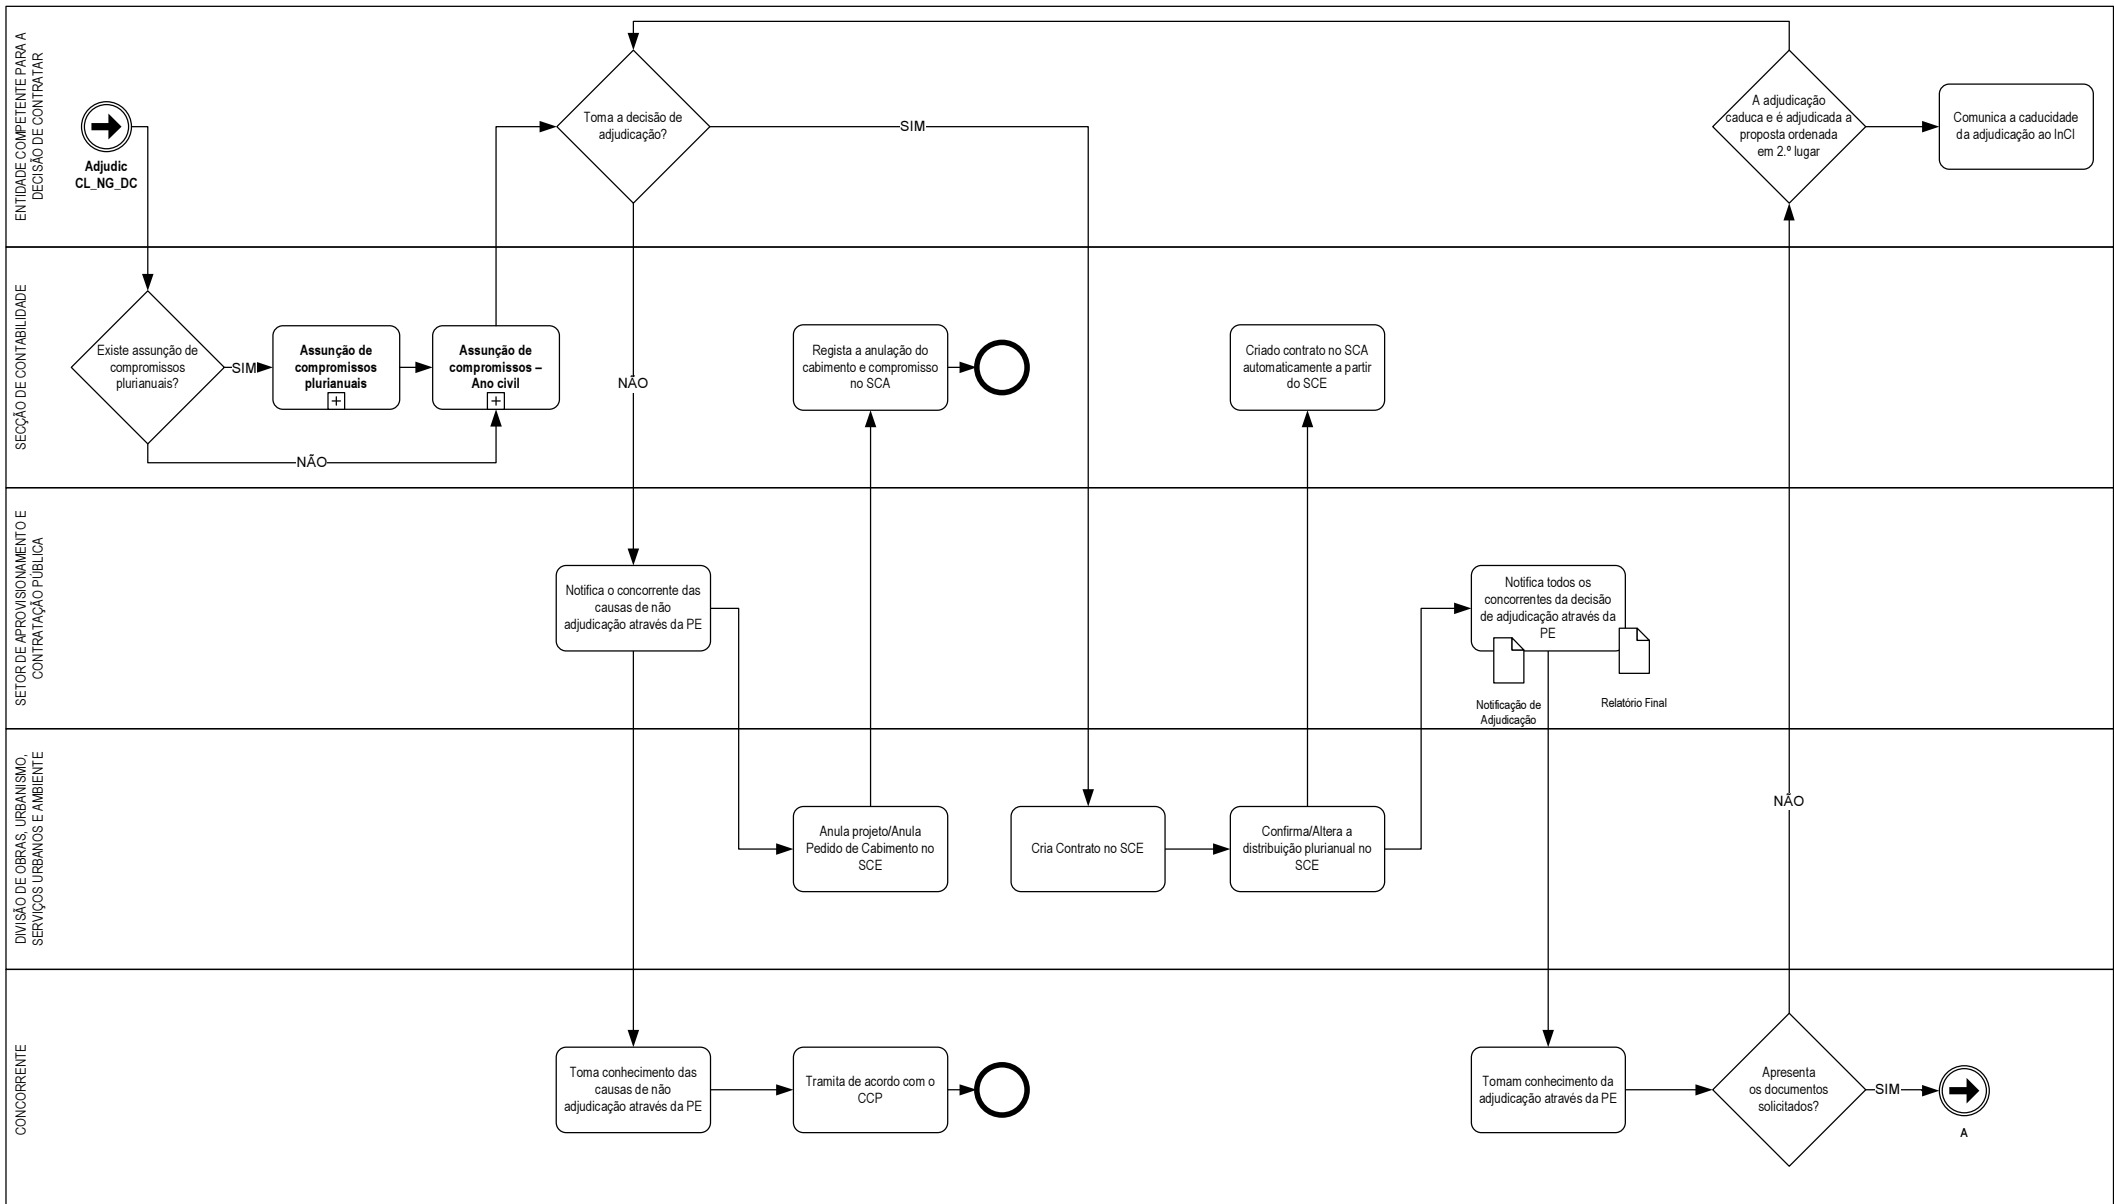 ENTIDADE COMPETENTE PARA A
DECISÃO DE CONTRATAR
Adjudic
CL_NG_DC
Toma a decisão de
adjudicação?
SIM
A adjudicação
caduca e é adjudicada a
proposta ordenada
em 2.º lugar
Comunica a caducidade
da adjudicação ao InCI
SECÇÃO DE CONTABILIDADE
Existe assunção de
compromissos
plurianuais?
SIM
Assunção de
compromissos
plurianuais
Assunção de
compromissos –
Ano civil
NÃO
NÃO
Regista a anulação do
cabimento e compromisso
no SCA
Criado contrato no SCA
automaticamente a partir
do SCE
SETOR DE APROVISIONAMENTO E
CONTRATAÇÃO PÚBLICA
Notifica o concorrente das
causas de não
adjudicação através da PE
Notifica todos os
concorrentes da decisão
de adjudicação através da
PE
Notificação de
Adjudicação
Relatório Final
DIVISÃO DE OBRAS, URBANISMO,
SERVIÇOS URBANOS E AMBIENTE
Anula projeto/Anula
Pedido de Cabimento no
SCE
Cria Contrato no SCE
Confirma/Altera a
distribuição plurianual no
SCE
NÃO
CONCORRENTE
Toma conhecimento das
causas de não
adjudicação através da PE
Tramita de acordo com o
CCP
Tomam conhecimento da
adjudicação através da PE
Apresenta
os documentos
solicitados?
SIM
A